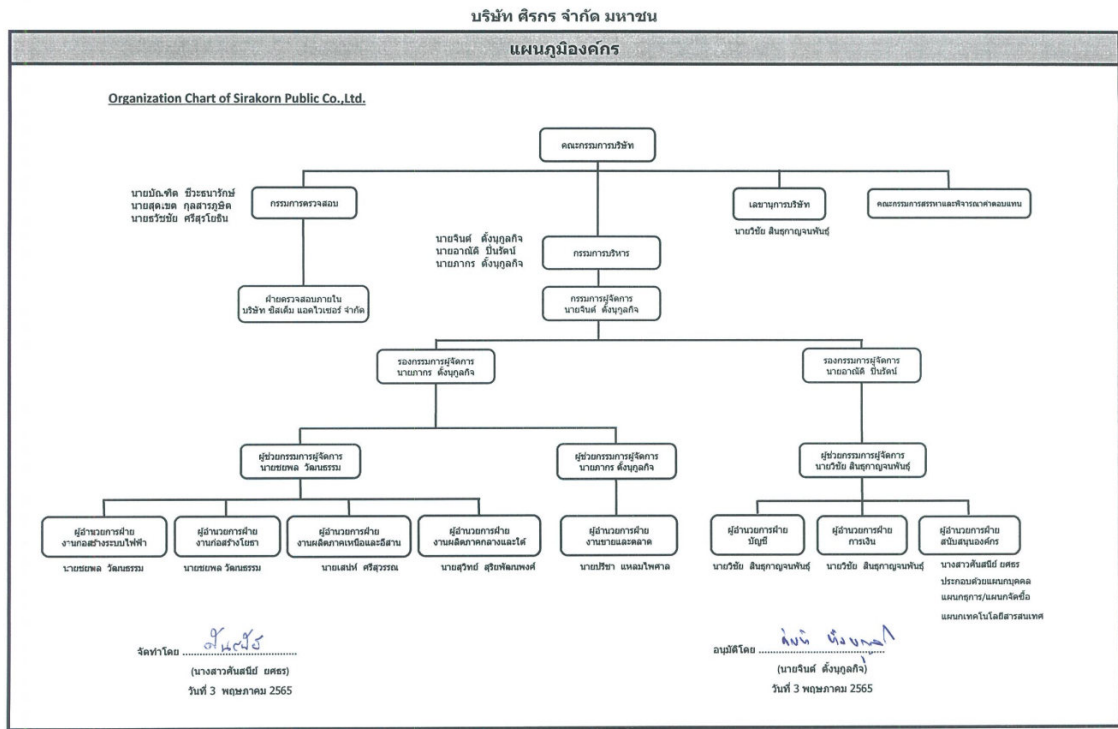 บริษัท ศิรกร จำกัด มหาชน
แผนภูมิองค์กร
Organization Chart of Sirakorn Public Co.,Ltd.
คณะกรรมการบริษัท
นายบัณฑิต ชีวะธนารักษ์
นายสุดเขต กุลสารภูษิต
นายธวัชชัย ศรีสุรโยธิน
กรรมการตรวจสอบ
เลขานุการบริษัท
นายวิชัย สินธุกาญจนพันธุ์
คณะกรรมการสรรหาและพิจารณาค่าตอบแทน
นายจินต์ ตั้งนุกูลกิจ
นายอาณัติ ปิ่นรัตน์
นายภากร ตั้งนุกูลกิจ
กรรมการบริหาร
ฝ่ายตรวจสอบภายใน
บริษัท ซิสเต็ม แอดไวเซอร์ จำกัด
กรรมการผู้จัดการ
นายจินต์ ตั้งนุกูลกิจ
รองกรรมการผู้จัดการ
นายภากร ตั้งนุกูลกิจ
รองกรรมการผู้จัดการ
นายอาณัติ ปิ่นรัตน์
ผู้ช่วยกรรมการผู้จัดการ
นายชยพล วัฒนธรรม
ผู้ช่วยกรรมการผู้จัดการ
นายภากร ตั้งนุกูลกิจ
ผู้ช่วยกรรมการผู้จัดการ
นายวิชัย สินธุกาญจนพันธุ์
ผู้อำนวยการฝ่าย
งานก่อสร้างระบบไฟฟ้า
นายชยพล วัฒนธรรม
ผู้อำนวยการฝ่าย
งานก่อสร้างโยธา
นายชยพล วัฒนธรรม
ผู้อำนวยการฝ่าย
งานผลิตภาคเหนือและอีสาน
นายเสน่ห์ ศรีสุวรรณ
ผู้อำนวยการฝ่าย
งานผลิตภาคกลางและใต้
นายสุวิทย์ สุริยพัฒนพงศ์
ผู้อำนวยการฝ่าย
งานขายและตลาด
นายปรีชา แหลมไพศาล
ผู้อำนวยการฝ่าย
บัญชี
นายวิชัย สินธุกาญจนพันธุ์
ผู้อำนวยการฝ่าย
การเงิน
นายวิชัย สินธุกาญจนพันธุ์
ผู้อำนวยการฝ่าย
สนับสนุนองค์กร
นางสาวศันสนีย์ ยศธร
ประกอบด้วยแผนกบุคคล
แผนกธุรการ/แผนกจัดซื้อ
แผนกเทคโนโลยีสารสนเทศ
จัดทำโดย
(นางสาวศันสนีย์ ยศธร)
วันที่ 3 พฤษภาคม 2565
อนุมัติโดย
(นายจินต์ ตั้งนุกูลกิจ)
วันที่ 3 พฤษภาคม 2565